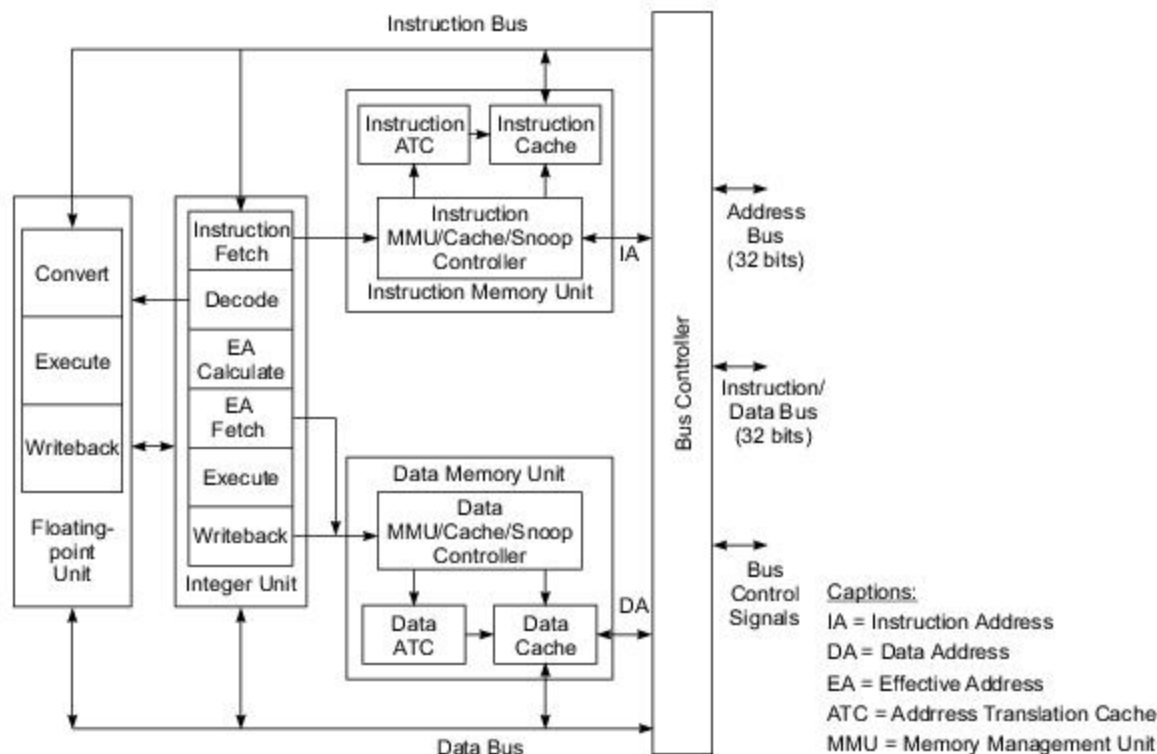 Instruction Bus
Instruction
ATC
Instruction
Cache
Instruction
MMU/Cache/Snoop
Controller
IA
Instruction Memory Unit
Convert
Execute
Writeback
Floating-
point
Unit
Instruction
Fetch
Decode
EA
Calculate
EA
Fetch
Execute
Writeback
Integer Unit
Data Memory Unit
Data
MMU/Cache/Snoop
Controller
Data
ATC
Data
Cache
DA
Data Bus
Bus Controller
Address
Bus
(32 bits)
Instruction/
Data Bus
(32 bits)
Bus
Control
Signals
Captions:
IA = Instruction Address
DA = Data Address
EA = Effective Address
ATC = Addrress Translation Cache
MMU = Memory Management Unit